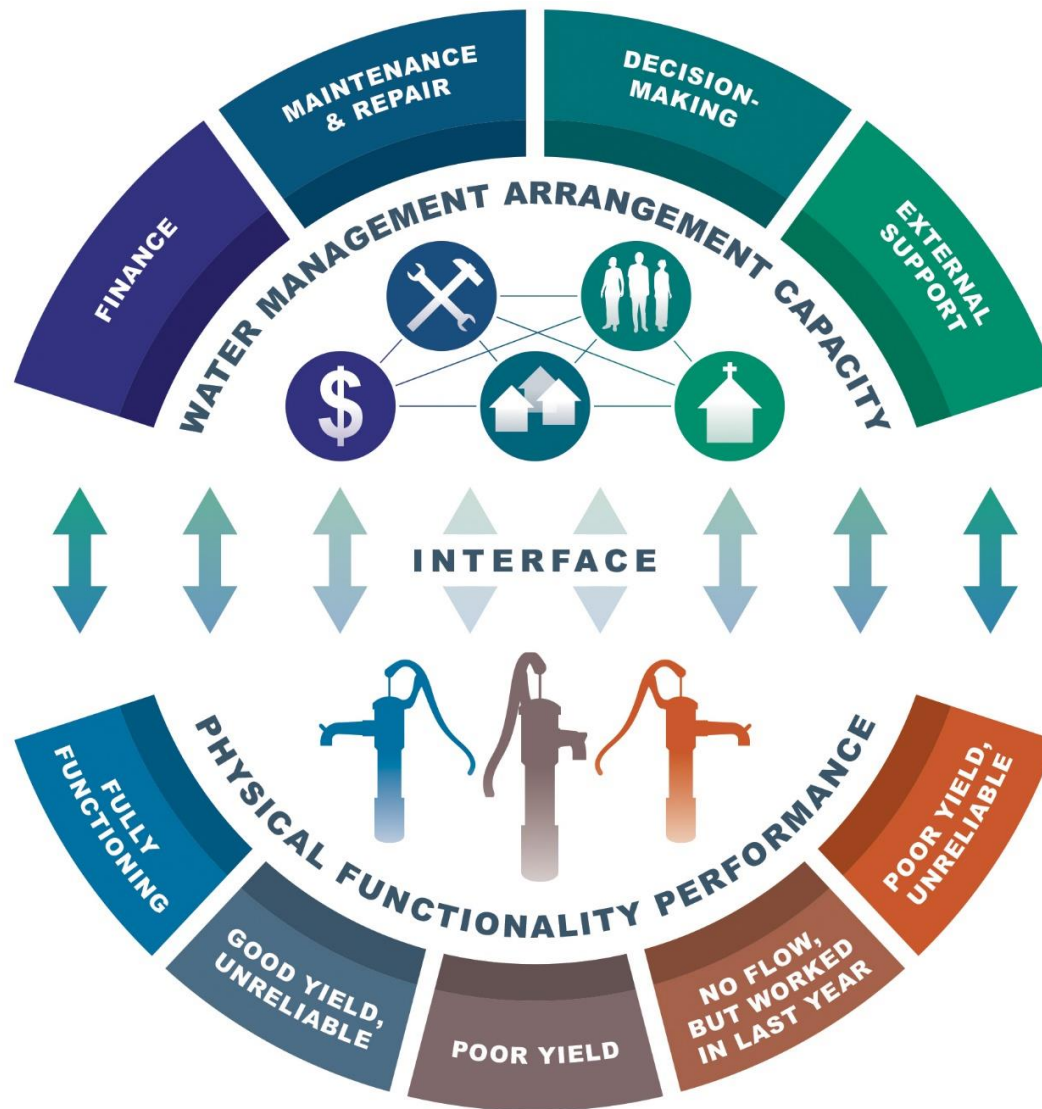 FINANCE
MAINTENANCE
& REPAIR
DECISION-
MAKING
EXTERNAL
SUPPORT
WATER MANAGEMENT ARRANGEMENT CAPACITY
$
INTERFACE
PHYSICAL FUNCTIONALITY PERFORMANCE
FULLY
FUNCTIONING
GOOD YIELD,
UNRELIABLE
POOR YIELD
NO FLOW,
BUT WORKED
IN LAST YEAR
POOR YIELD,
UNRELIABLE